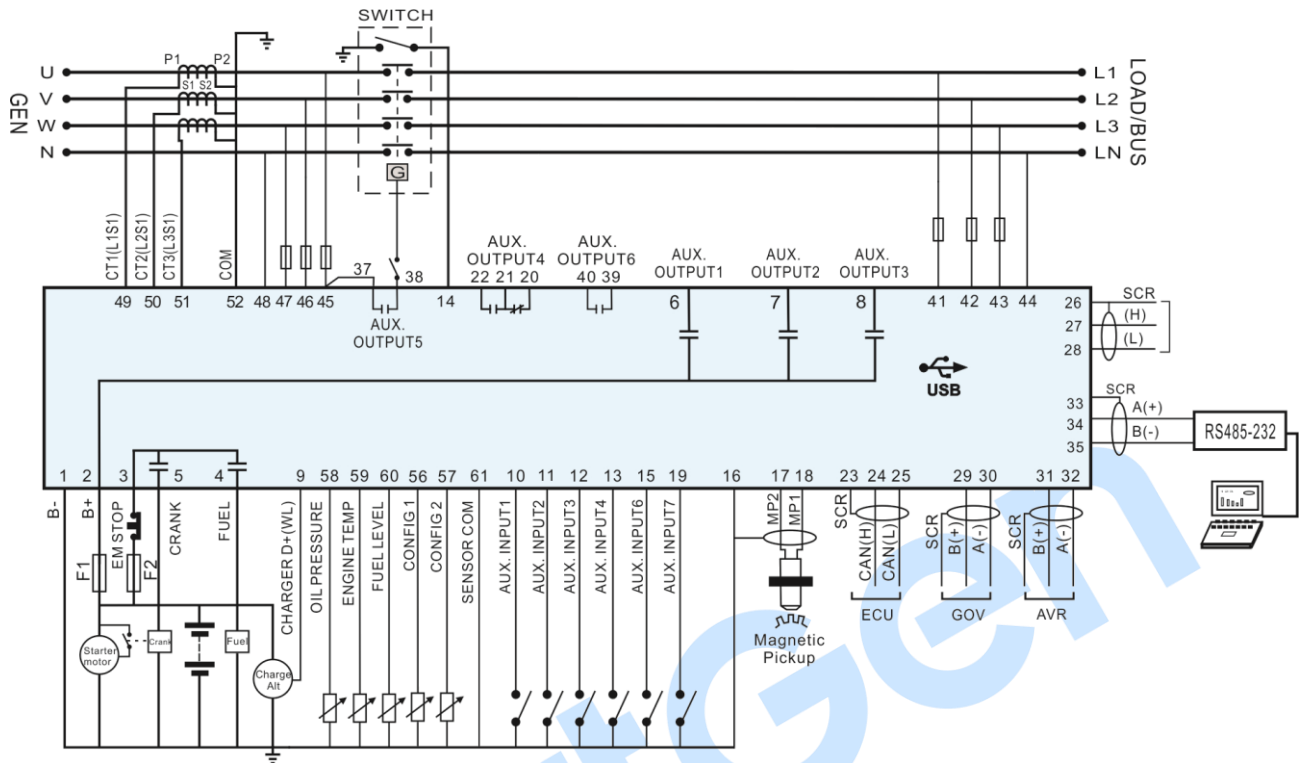 SWITCH
P1 P2
S1 S2
GEN
U
V
W
N
G
L1
L2
L3
LN
LOAD/BUS
CT1(L1S1)
CT2(L2S1)
CT3(L3S1)
COM
37
38
AUX.
OUTPUT4
22 21 20
AUX.
OUTPUT6
40 39
AUX.
OUTPUT1
AUX.
OUTPUT2
AUX.
OUTPUT3
49 50 51 52 48 47 46 45
AUX.
OUTPUT5
14
6
7
8
41 42 43 44
26
27
28
SCR
(H)
(L)
USB
33
34
35
SCR
A(+)
B(-)
RS485-232
1 2 3 5 4 9 58 59 60 56 57 61 10 11 12 13 15 19 16 17 18 23 24 25 29 30 31 32
B-
B+
EM STOP
CRANK
FUEL
CHARGER D+(WL)
OIL PRESSURE
ENGINE TEMP
FUEL LEVEL
CONFIG 1
CONFIG 2
SENSOR COM
AUX. INPUT1
AUX. INPUT2
AUX. INPUT3
AUX. INPUT4
AUX. INPUT6
AUX. INPUT7
MP2
MP1
SCR
CAN(H)
CAN(L)
SCR
B(+)
A(-)
SCR
B(+)
A(-)
F1
F2
Starter
motor
Crank
Fuel
Charge
Alt
Magnetic
Pickup
ECU
GOV
AVR